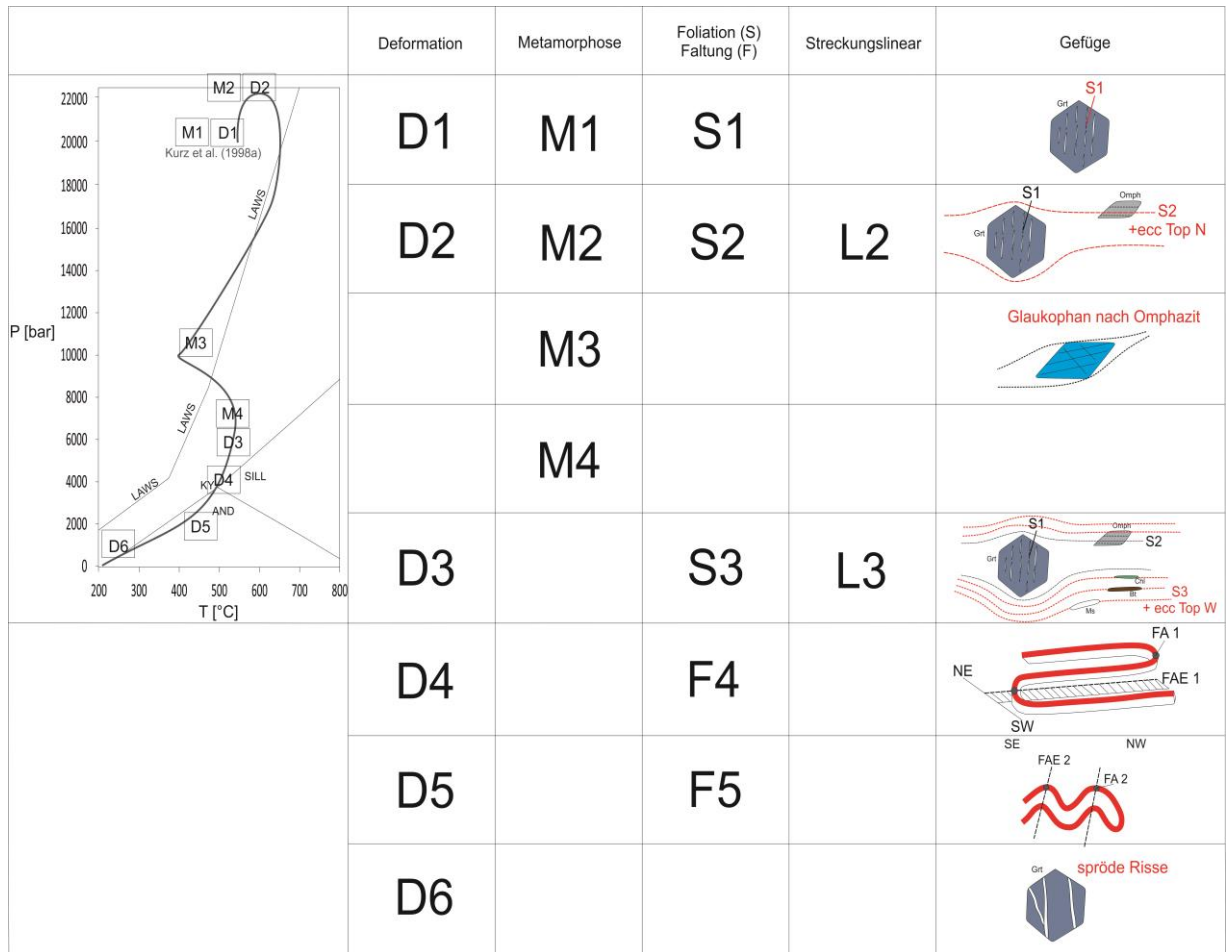 Deformation
Metamorphose
Foliation (S)
Faltung (F)
Streckungslinear
Gefüge
P [bar]
22000
20000
18000
16000
14000
12000
10000
8000
6000
4000
2000
0
200
300
400
500
600
700
800
T [°C]
M2
D2
M1
D1
Kurz et al. (1998a)
LAWS
M3
LAWS
M4
D3
LAWS
D4
KY
SILL
AND
D5
D6
D1
M1
S1
S1
Grt
D2
M2
S2
L2
S1
Omph
Grt
S2
+ecc Top N
M3
Glaukophan nach Omphazit
M4
D3
S3
L3
S1
Omph
S2
Grt
Chl
Bt
Ms
S3
+ ecc Top W
D4
F4
FA 1
NE
FAE 1
SW
D5
F5
SE
NW
FAE 2
FA 2
D6
Grt
spröde Risse